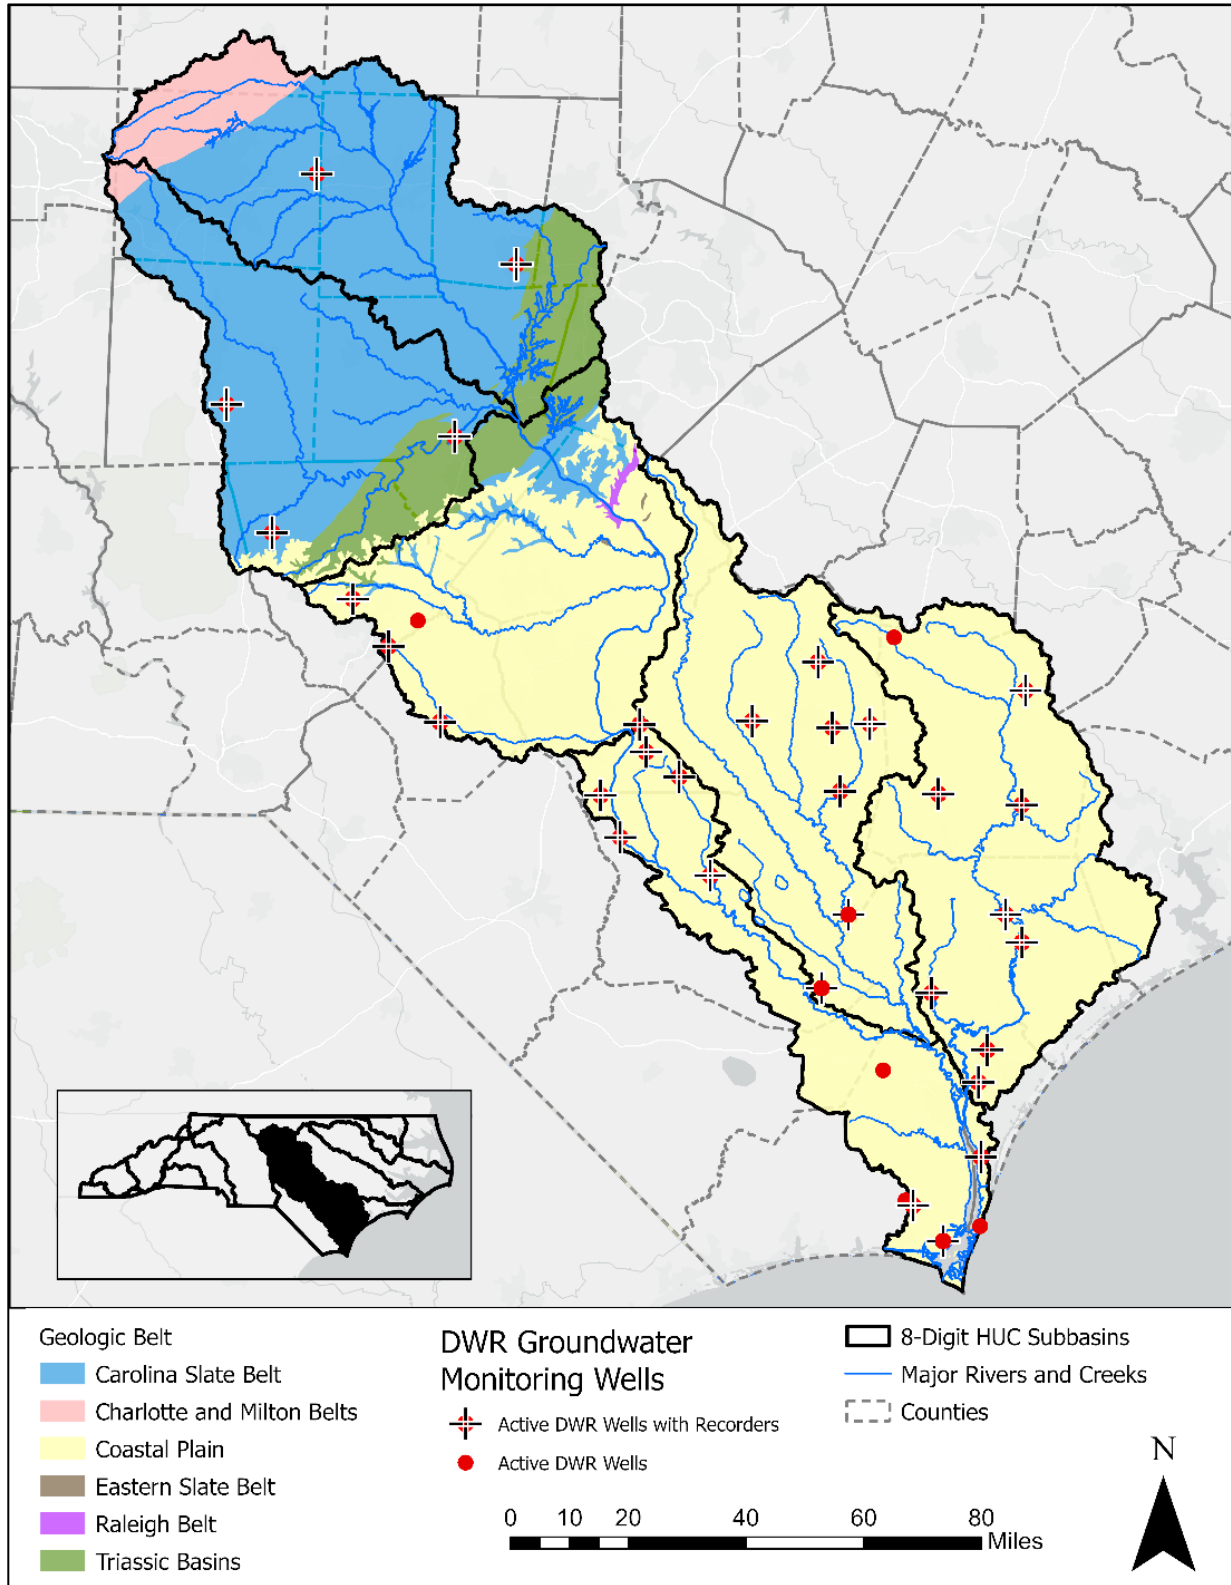 Geologic Belt
Carolina Slate Belt
Charlotte and Milton Belts
Coastal Plain
Eastern Slate Belt
Raleigh Belt
Triassic Basins
DWR Groundwater
Monitoring Wells
Active DWR Wells with Recorders
Active DWR Wells
8-Digit HUC Subbasins
Major Rivers and Creeks
Counties
0 10 20 40 60 80
Miles
N